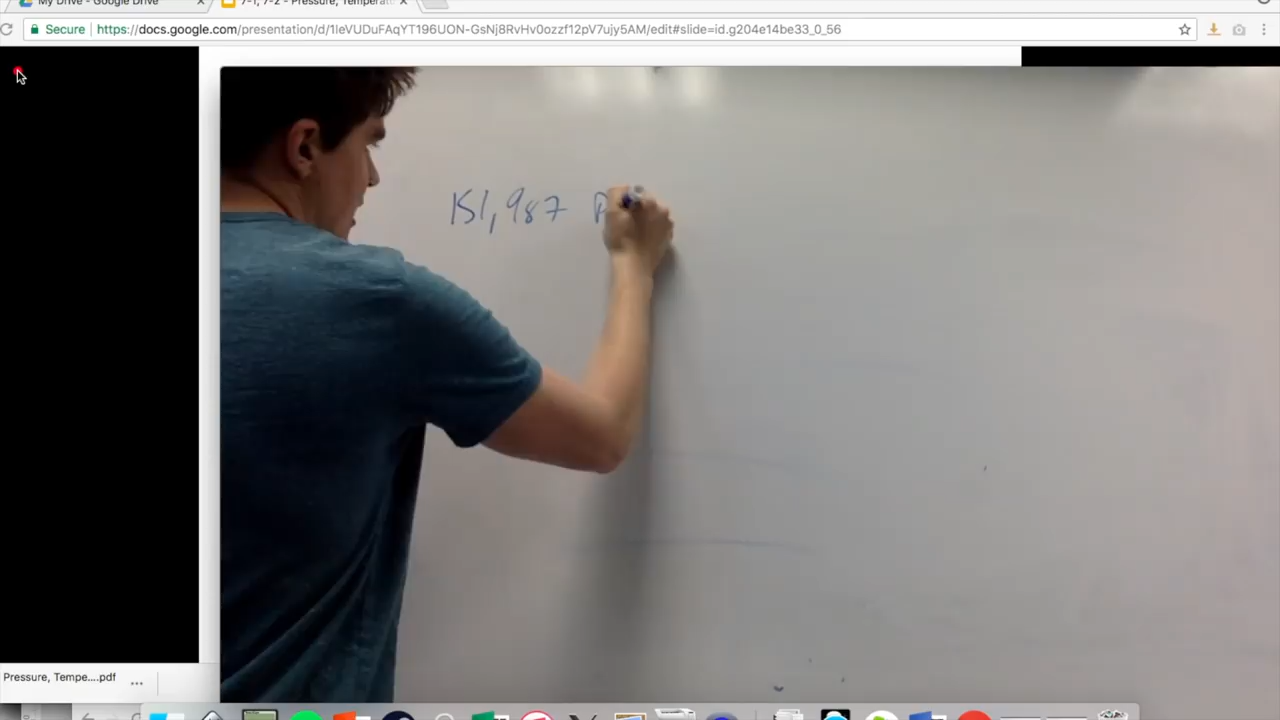 My Drive - Google Drive
7-1, 7-2 - Pressure, Temperat
Secure https://docs.google.com/presentation/d/1leVUDuFAqYT196UON-GsNj8RvHv0ozzf12pV7ujy5AM/edit#slide=id.g204e14be33_0_56
151,987 P
Pressure, Tempe....pdf